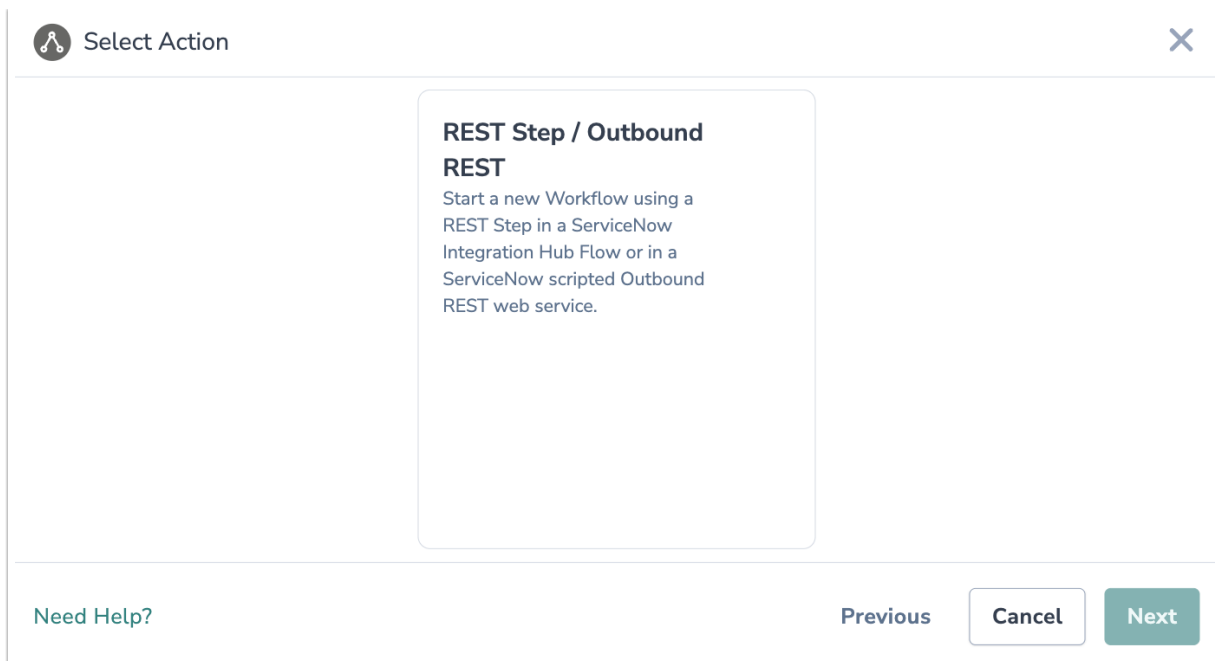 Select Action
REST Step / Outbound
REST
Start a new Workflow using a
REST Step in a ServiceNow
Integration Hub Flow or in a
ServiceNow scripted Outbound
REST web service.
Need Help?
Previous
Cancel
Next